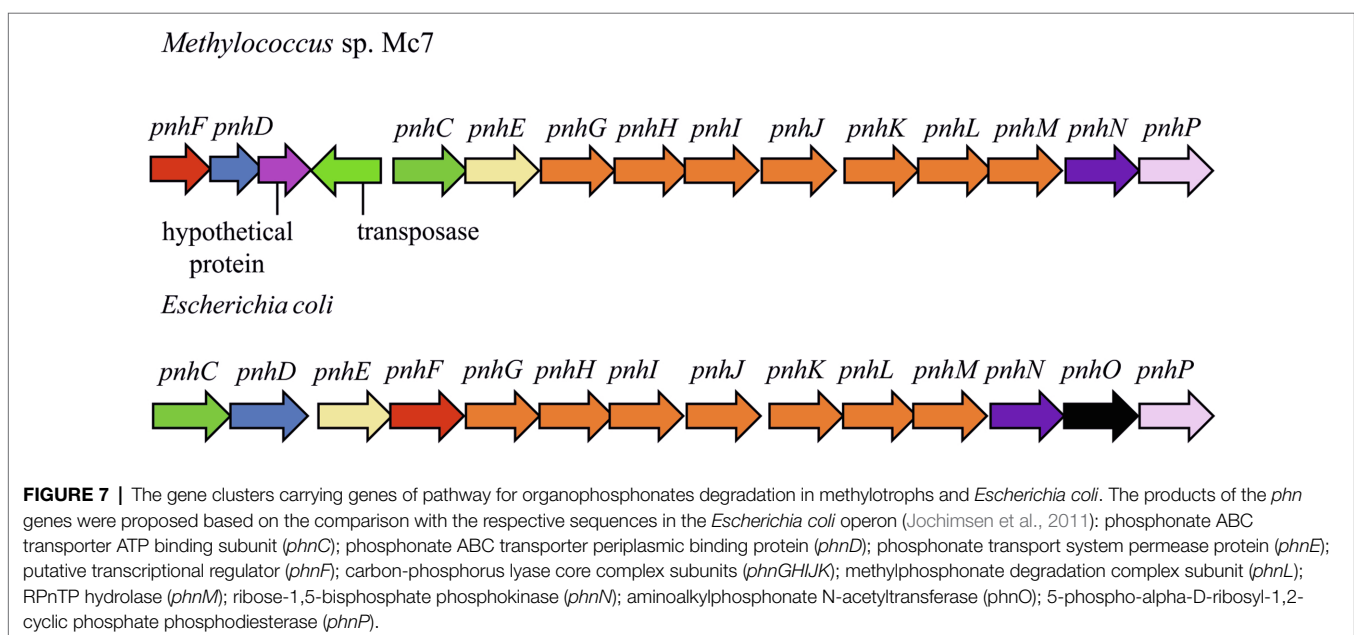 Methylococcus sp. Mc7
pnhF pnhD pnhC pnhE pnhG pnhH pnhI pnhJ pnhK pnhL pnhM pnhN pnhP
hypothetical protein
transposase
Escherichia coli
pnhC pnhD pnhE pnhF pnhG pnhH pnhI pnhJ pnhK pnhL pnhM pnhN pnhO pnhP
FIGURE 7 | The gene clusters carrying genes of pathway for organophosphonates degradation in methylotrophs and Escherichia coli. The products of the phn
genes were proposed based on the comparison with the respective sequences in the Escherichia coli operon (Jochimsen et al., 2011): phosphonate ABC
transporter ATP binding subunit (phnC); phosphonate ABC transporter periplasmic binding protein (phnD); phosphonate transport system permease protein (phnE);
putative transcriptional regulator (phnF); carbon-phosphorus lyase core complex subunits (phnGHIJK); methylphosphonate degradation complex subunit (phnL);
RPnTP hydrolase (phnM); ribose-1,5-bisphosphate phosphokinase (phnN); aminoalkylphosphonate N-acetyltransferase (phnO); 5-phospho-alpha-D-ribosyl-1,2-
cyclic phosphate phosphodiesterase (phnP).